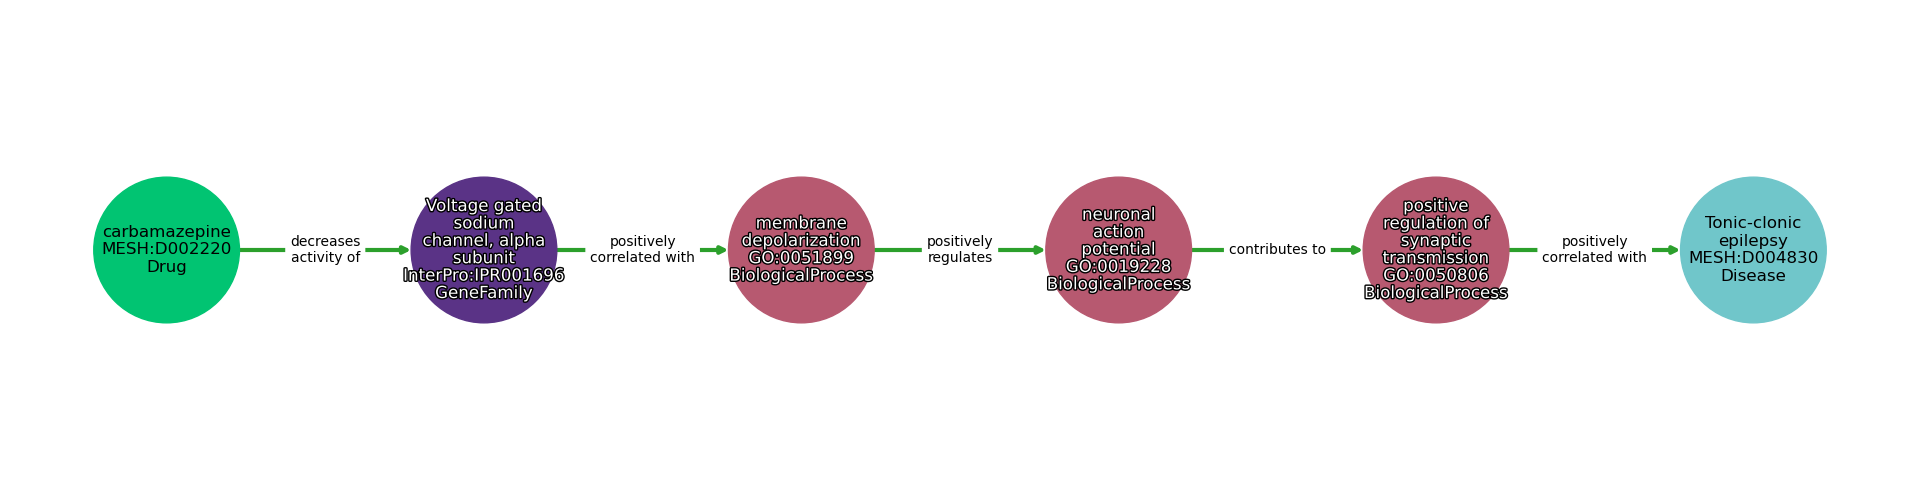 carbamazepine
MESH:D002220
Drug
decreases
activity of
Voltage gated
sodium
channel, alpha
subunit
InterPro:IPR001696
GeneFamily
positively
correlated with
membrane
depolarization
GO:0051899
BiologicalProcess
positively
regulates
neuronal
action
potential
GO:0019228
BiologicalProcess
contributes to
positive
regulation of
synaptic
transmission
GO:0050806
BiologicalProcess
positively
correlated with
Tonic-clonic
epilepsy
MESH:D004830
Disease